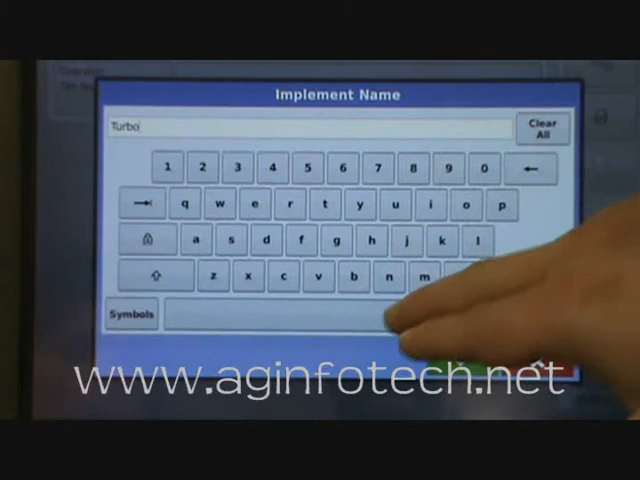 Implement Name
Turbo
Clear
All
1 2 3 4 5 6 7 8 9 0
q w e r t y u i o p
a s d f g h j k l
z x c v b n m
Symbols
www.aginfotech.net